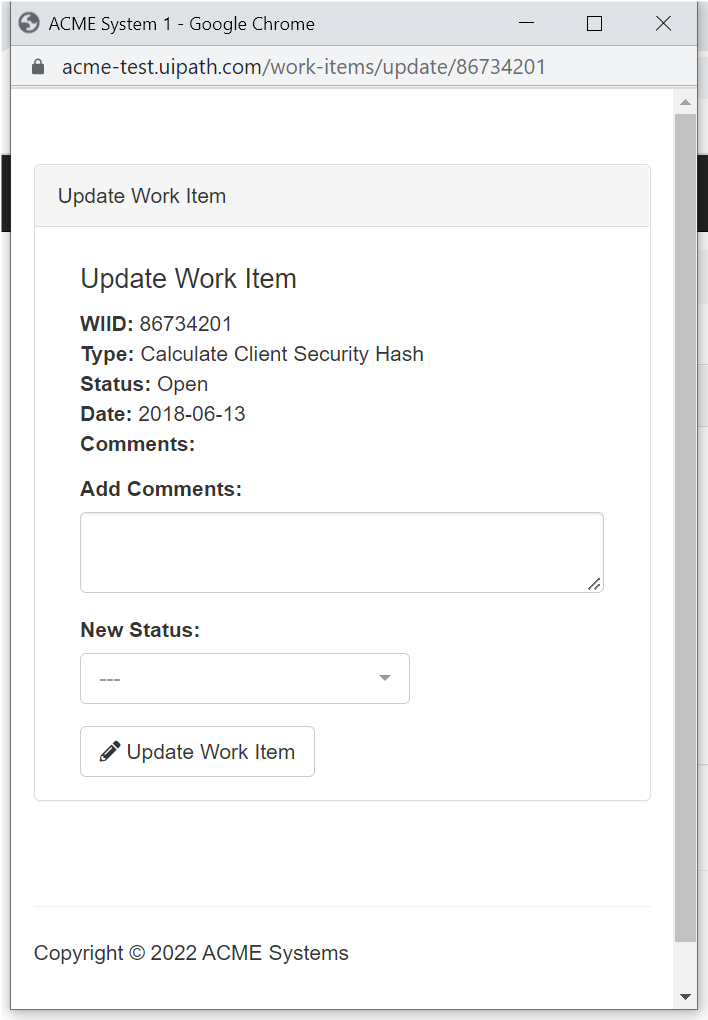 ACME System 1 - Google Chrome
acme-test.uipath.com/work-items/update/86734201
Update Work Item
Update Work Item
WIID: 86734201
Type: Calculate Client Security Hash
Status: Open
Date: 2018-06-13
Comments:
Add Comments:
New Status:
---
Update Work Item
Copyright © 2022 ACME Systems